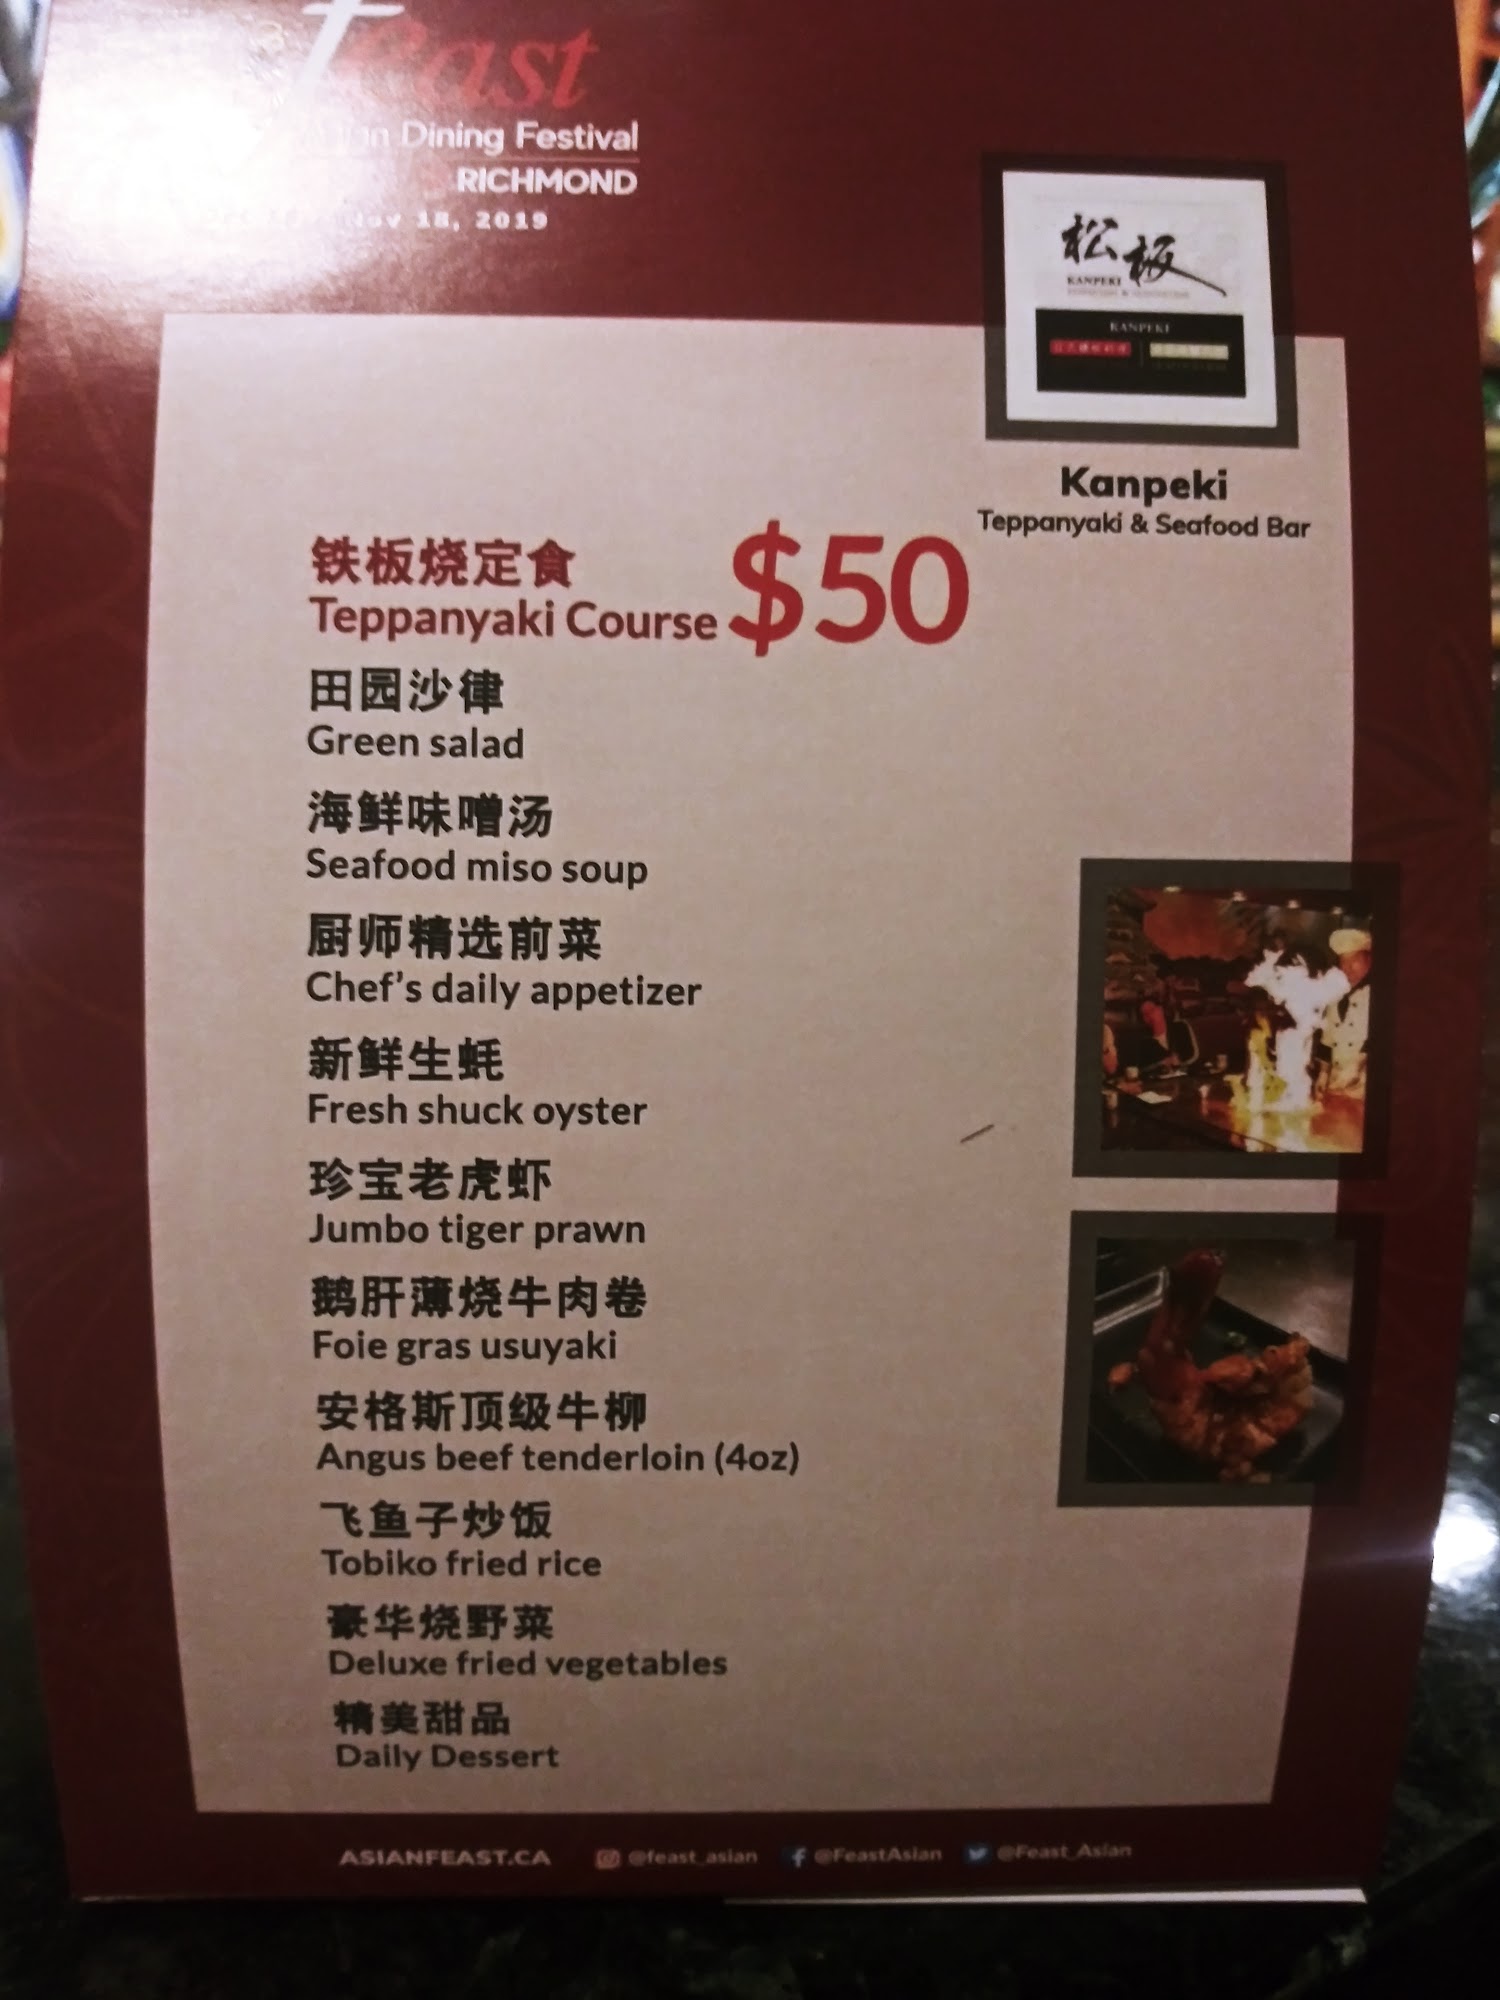 feast
Asian Dining Festival
RICHMOND
Nov 18, 2019
松板
KANPEKI
KANPEKI
Kanpeki
Teppanyaki & Seafood Bar
铁板烧定食
Teppanyaki Course $50
田园沙律
Green salad
海鲜味噌汤
Seafood miso soup
厨师精选前菜
Chef's daily appetizer
新鲜生蚝
Fresh shuck oyster
珍宝老虎虾
Jumbo tiger prawn
鹅肝薄烧牛肉卷
Foie gras usuyaki
安格斯顶级牛柳
Angus beef tenderloin (4oz)
飞鱼子炒饭
Tobiko fried rice
豪华烧野菜
Deluxe fried vegetables
精美甜品
Daily Dessert
ASIANFEAST.CA @feast_asian @FeastAsian @Feast_Asian